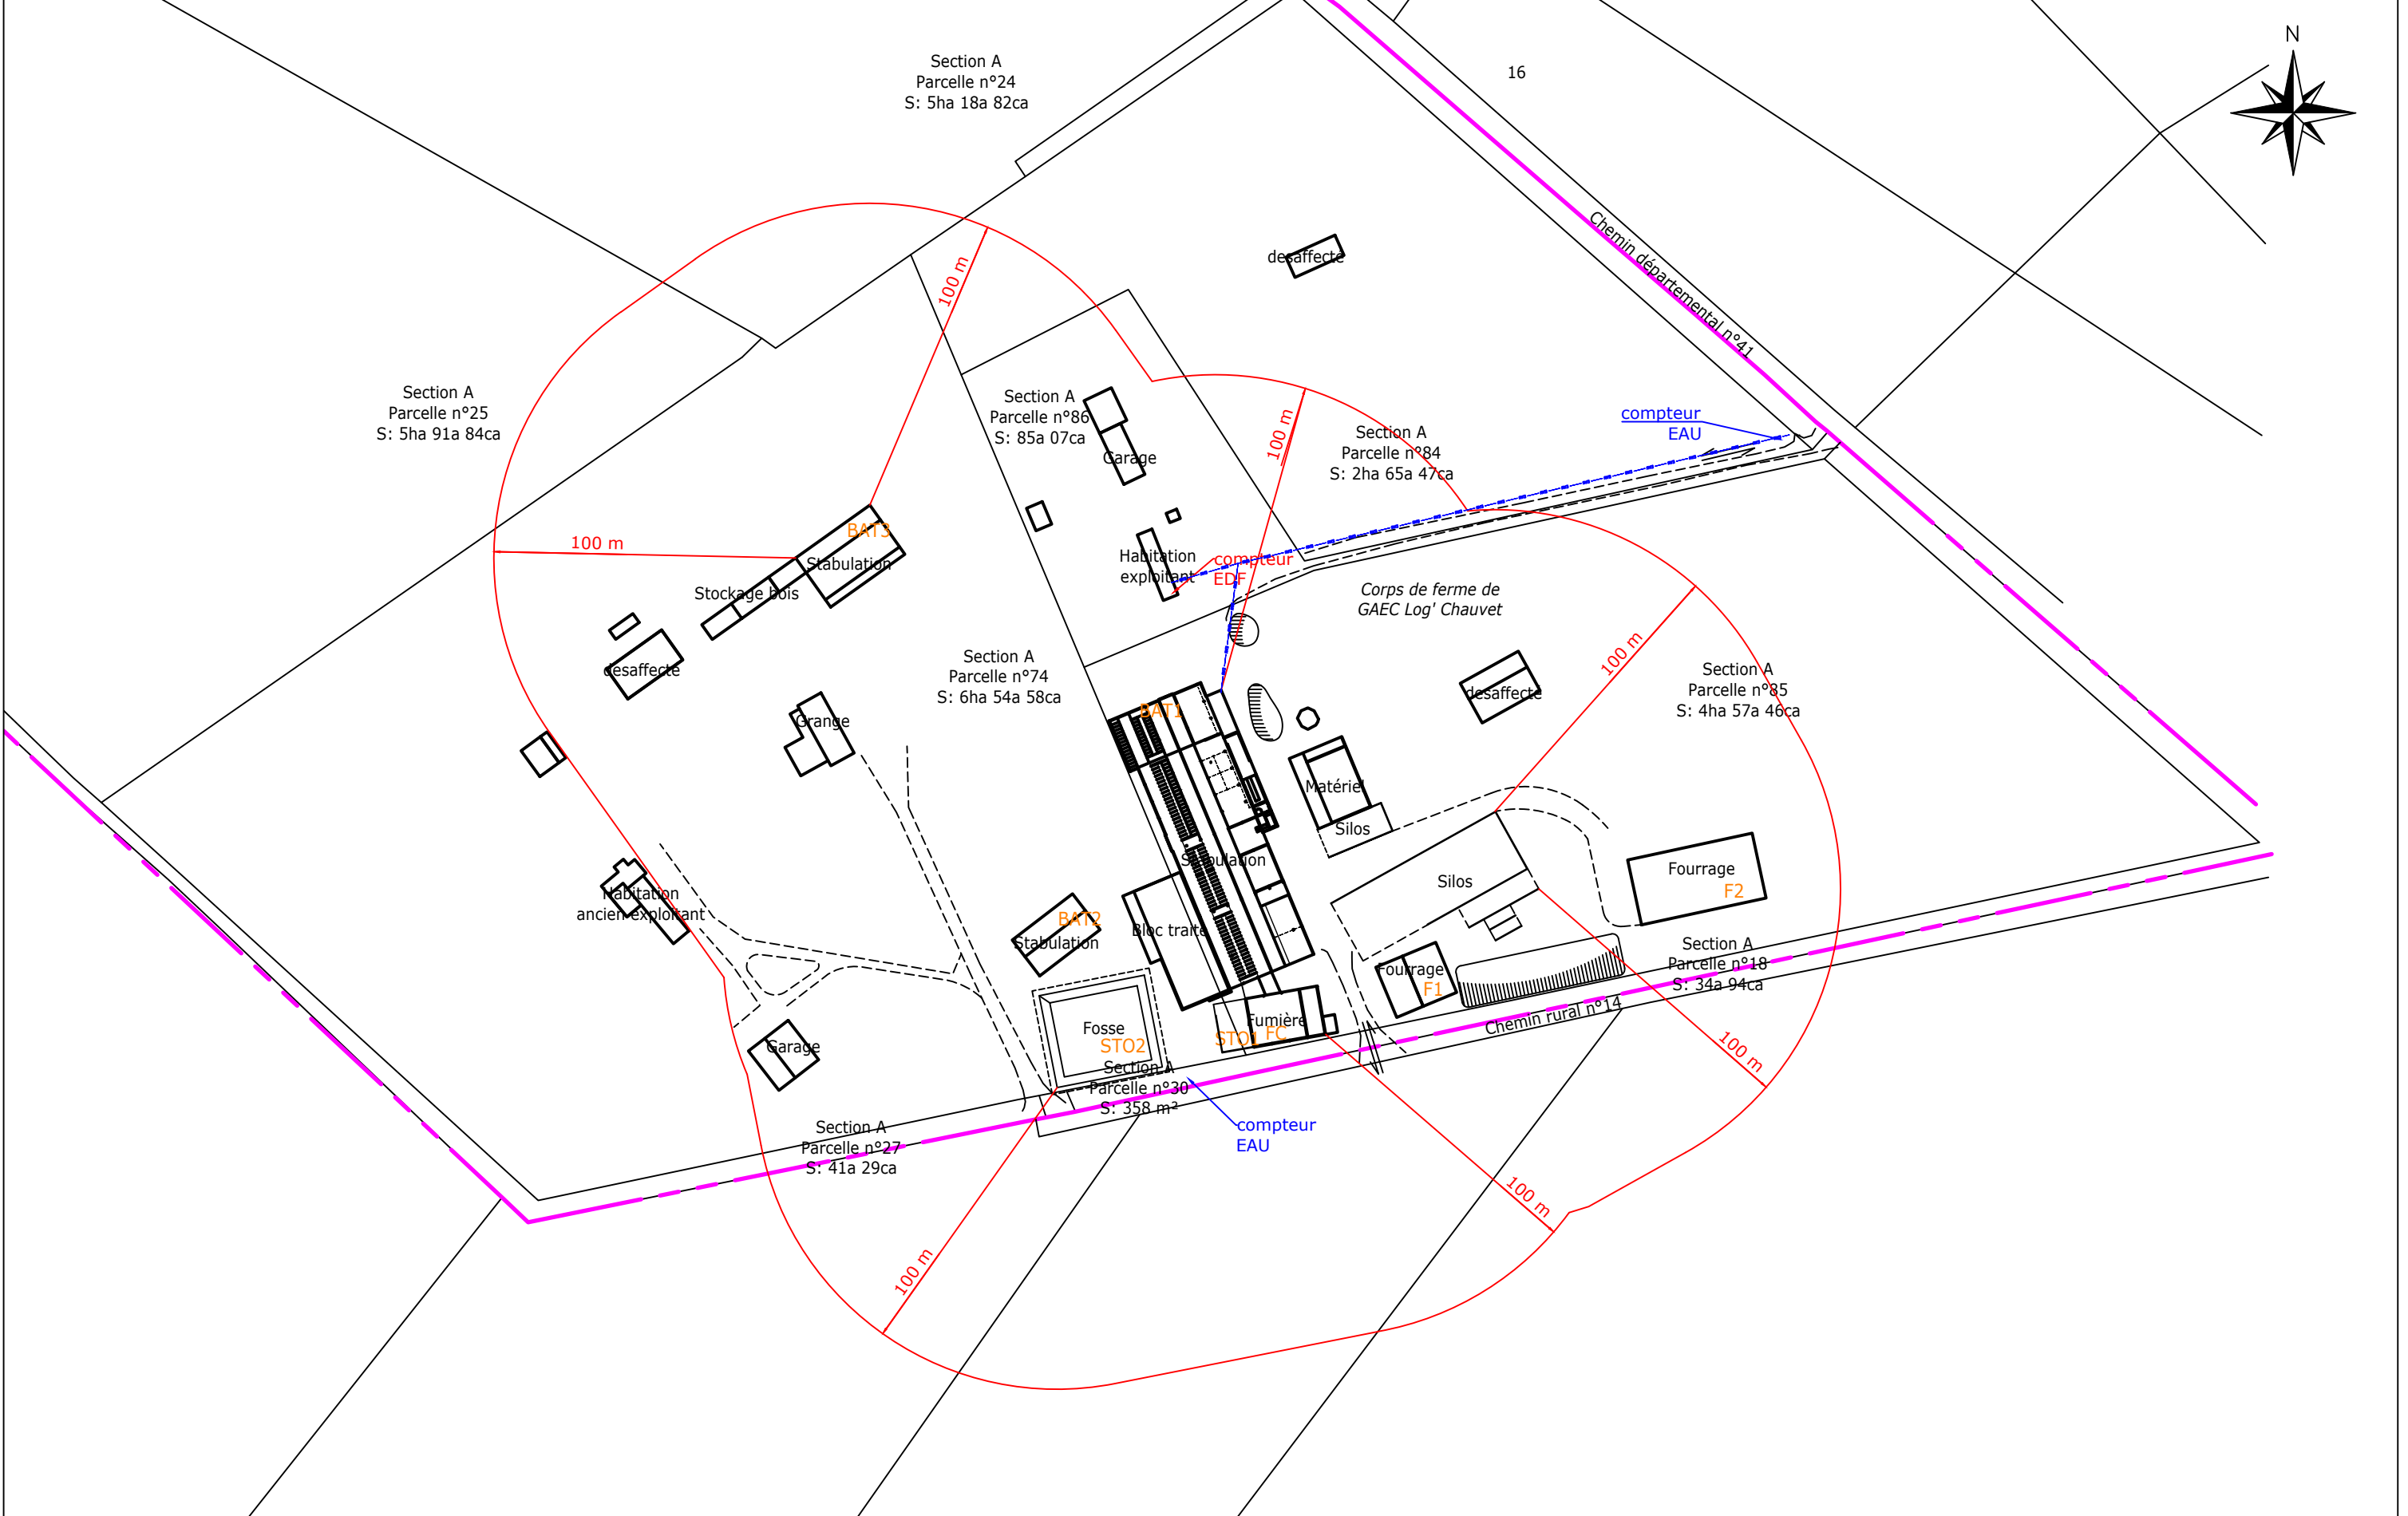 N
Section A
Parcelle n°24
S: 5ha 18a 82ca
16
Chemin départemental n°41
desaffecté
100 m
Section A
Parcelle n°25
S: 5ha 91a 84ca
Section A
Parcelle n°86
S: 85a 07ca
Garage
100 m
Section A
Parcelle n°84
S: 2ha 65a 47ca
compteur
EAU
100 m
BAT3
Stabulation
Stockage bois
Habitation
exploitant
compteur
EDF
Corps de ferme de
GAEC Log' Chauvet
desaffecté
Section A
Parcelle n°74
S: 6ha 54a 58ca
100 m
Section A
Parcelle n°85
S: 4ha 57a 46ca
desaffecté
Grange
BAT1
Matériel
Silos
Stabulation
Silos
Fourrage
F2
Habitation
ancien exploitant
BAT2
Stabulation
Bloc traite
Fourrage
F1
Section A
Parcelle n°18
S: 34a 94ca
Chemin rural n°14
Garage
Fosse
STO2
Fumière
STO1
FC
100 m
Section A
Parcelle n°30
S: 358 m²
compteur
EAU
Section A
Parcelle n°27
S: 41a 29ca
100 m
100 m